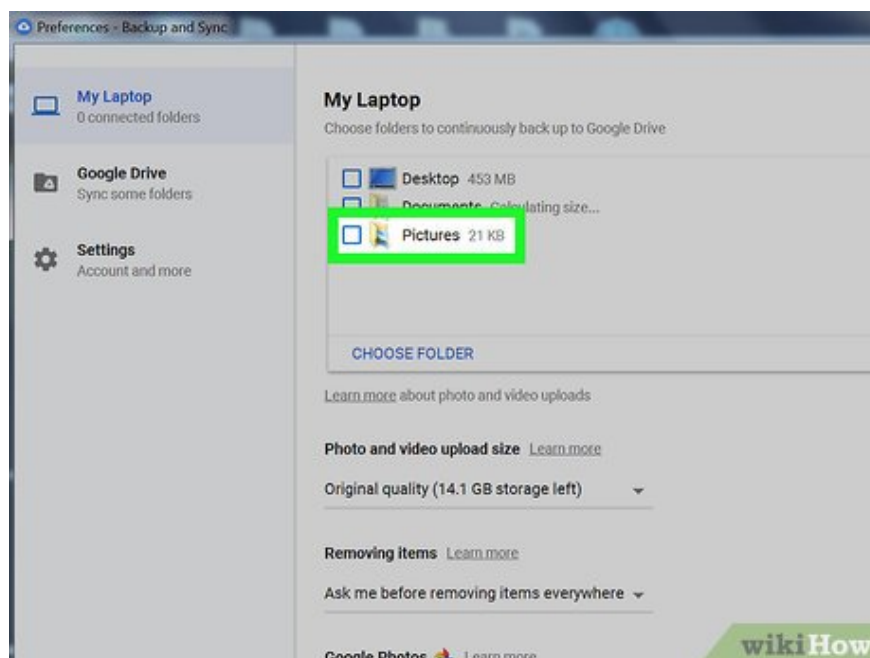 Preferences - Backup and Sync
My Laptop
0 connected folders
Google Drive
Sync some folders
Settings
Account and more
My Laptop
Choose folders to continuously back up to Google Drive
Desktop 453 MB
Documents Calculating size...
Pictures 21 KB
CHOOSE FOLDER
Learn more about photo and video uploads
Photo and video upload size Learn more
Original quality (14.1 GB storage left)
Removing items Learn more
Ask me before removing items everywhere
Google Photos Learn more
wikiHow